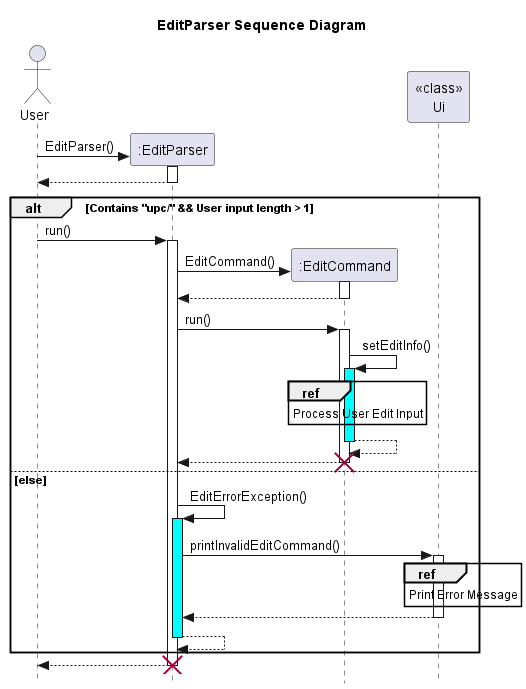 EditParser Sequence Diagram
User
«class»
Ui
EditParser()
:EditParser
alt
[Contains "upc/" && User input length > 1]
run()
EditCommand()
:EditCommand
run()
setEditInfo()
ref
Process User Edit Input
[else]
EditErrorException()
printInvalidEditCommand()
ref
Print Error Message